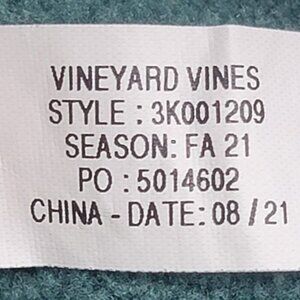 VINEYARD VINES
STYLE : 3K001209
SEASON: FA 21
PO : 5014602
CHINA - DATE: 08 / 21